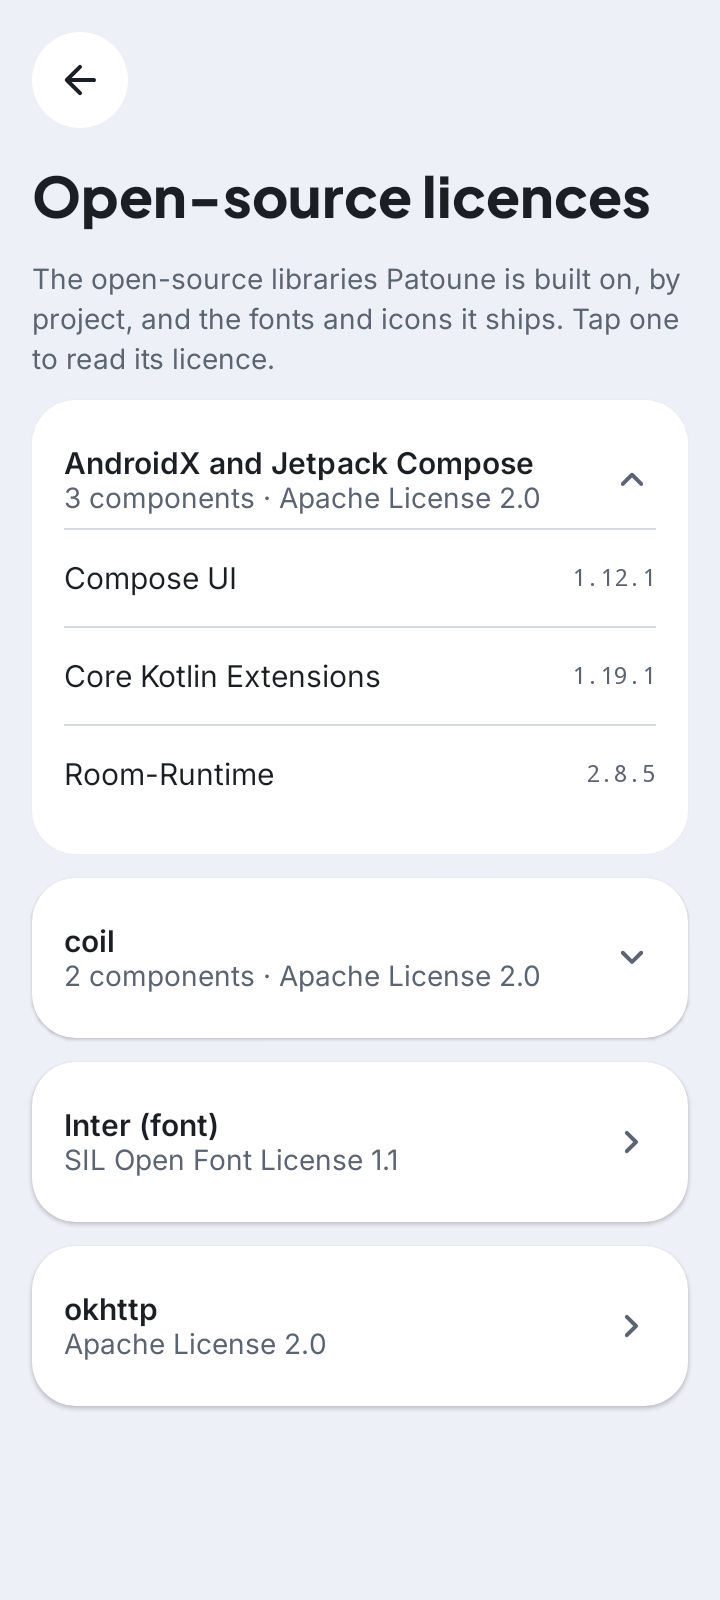 Open-source licences
The open-source libraries Patoune is built on, by
project, and the fonts and icons it ships. Tap one
to read its licence.
AndroidX and Jetpack Compose
3 components · Apache License 2.0
Compose UI 1.12.1
Core Kotlin Extensions 1.19.1
Room-Runtime 2.8.5
coil
2 components · Apache License 2.0
Inter (font)
SIL Open Font License 1.1
okhttp
Apache License 2.0